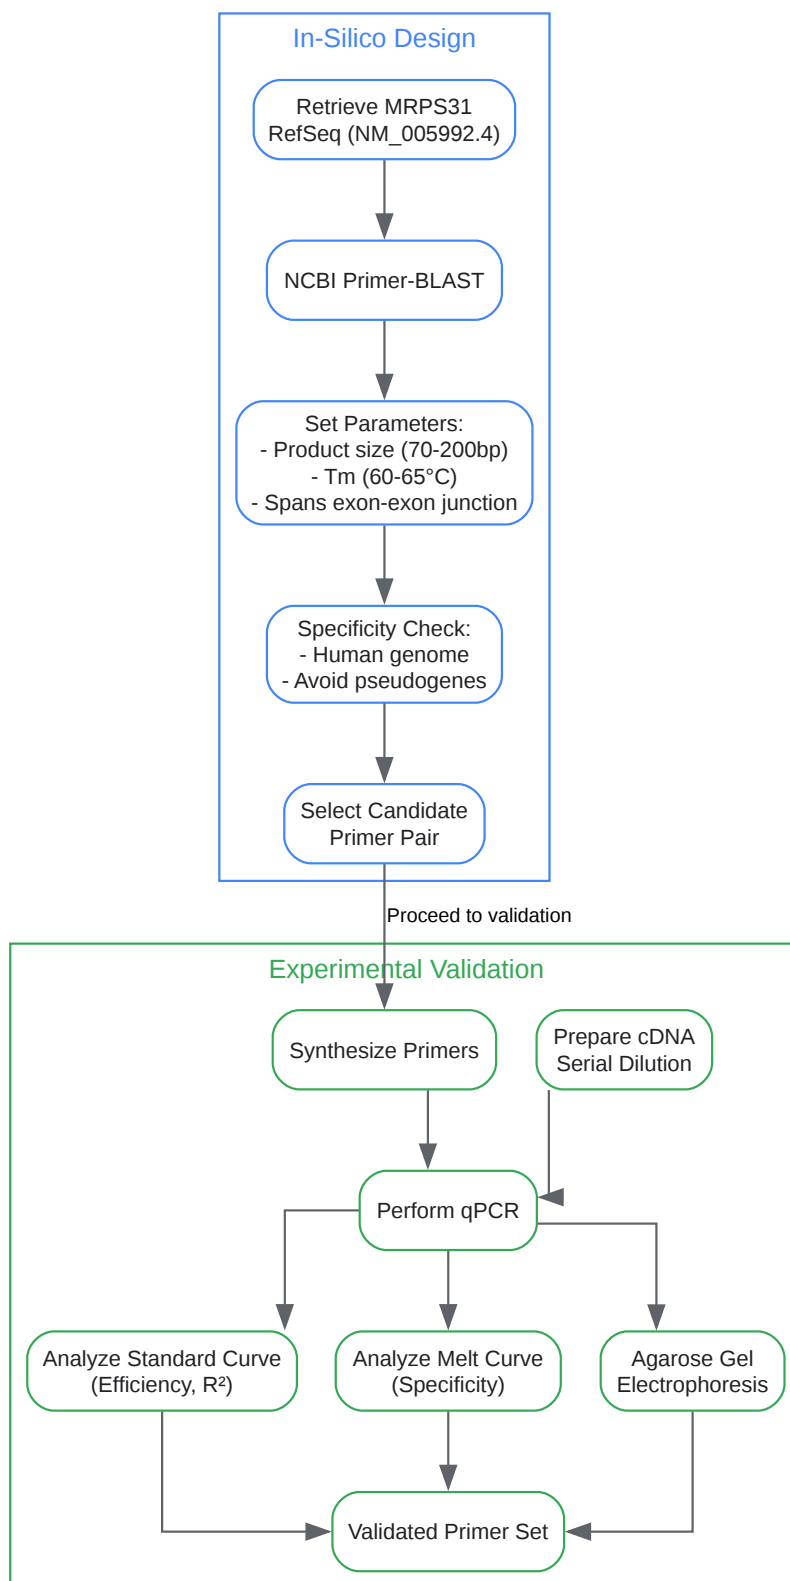 In-Silico Design
Retrieve MRPS31
RefSeq (NM_005992.4)
NCBI Primer-BLAST
Set Parameters:
- Product size (70-200bp)
- Tm (60-65°C)
- Spans exon-exon junction
Specificity Check:
- Human genome
- Avoid pseudogenes
Select Candidate
Primer Pair
Proceed to validation
Experimental Validation
Synthesize Primers
Prepare cDNA
Serial Dilution
Perform qPCR
Analyze Standard Curve
(Efficiency, R²)
Analyze Melt Curve
(Specificity)
Agarose Gel
Electrophoresis
Validated Primer Set